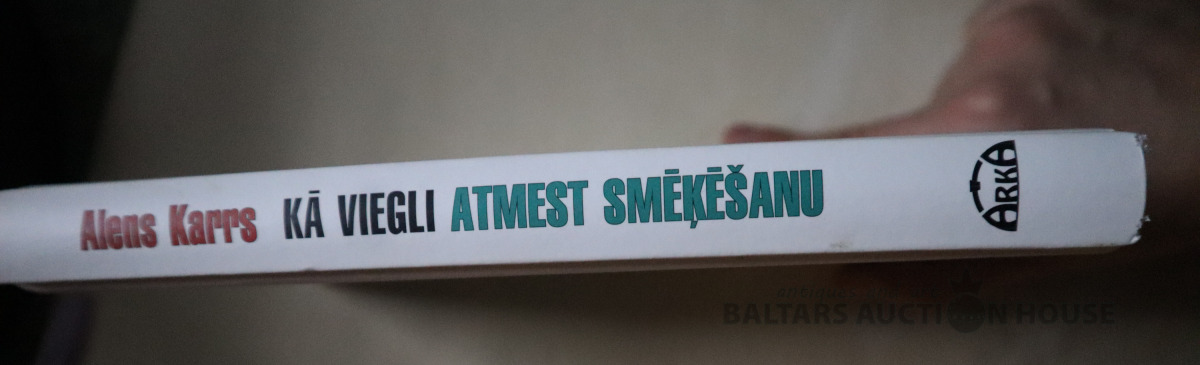 Alens Karrs KĀ VIEGLI ATMEST SMĒĶĒŠANU
ARKA
BALTARS AUCTION HOUSE